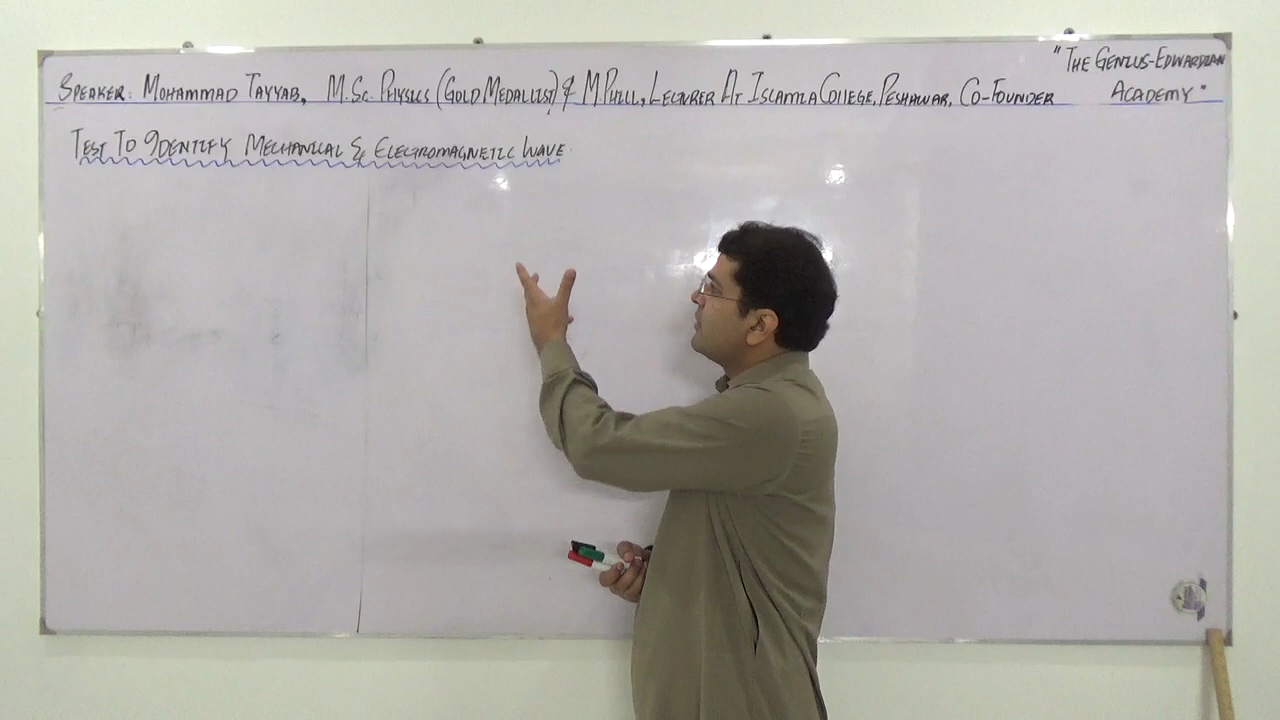 SPEAKER: MOHAMMAD TAYYAB, M.SC. PHYSICS (GOLD MEDALLIST) & M.PHIL, LECTURER AT ISLAMIA COLLEGE, PESHAWAR, CO-FOUNDER
"THE GENIUS-EDWARDIAN
ACADEMY"
TEST TO IDENTIFY MECHANICAL & ELECTROMAGNETIC WAVE.